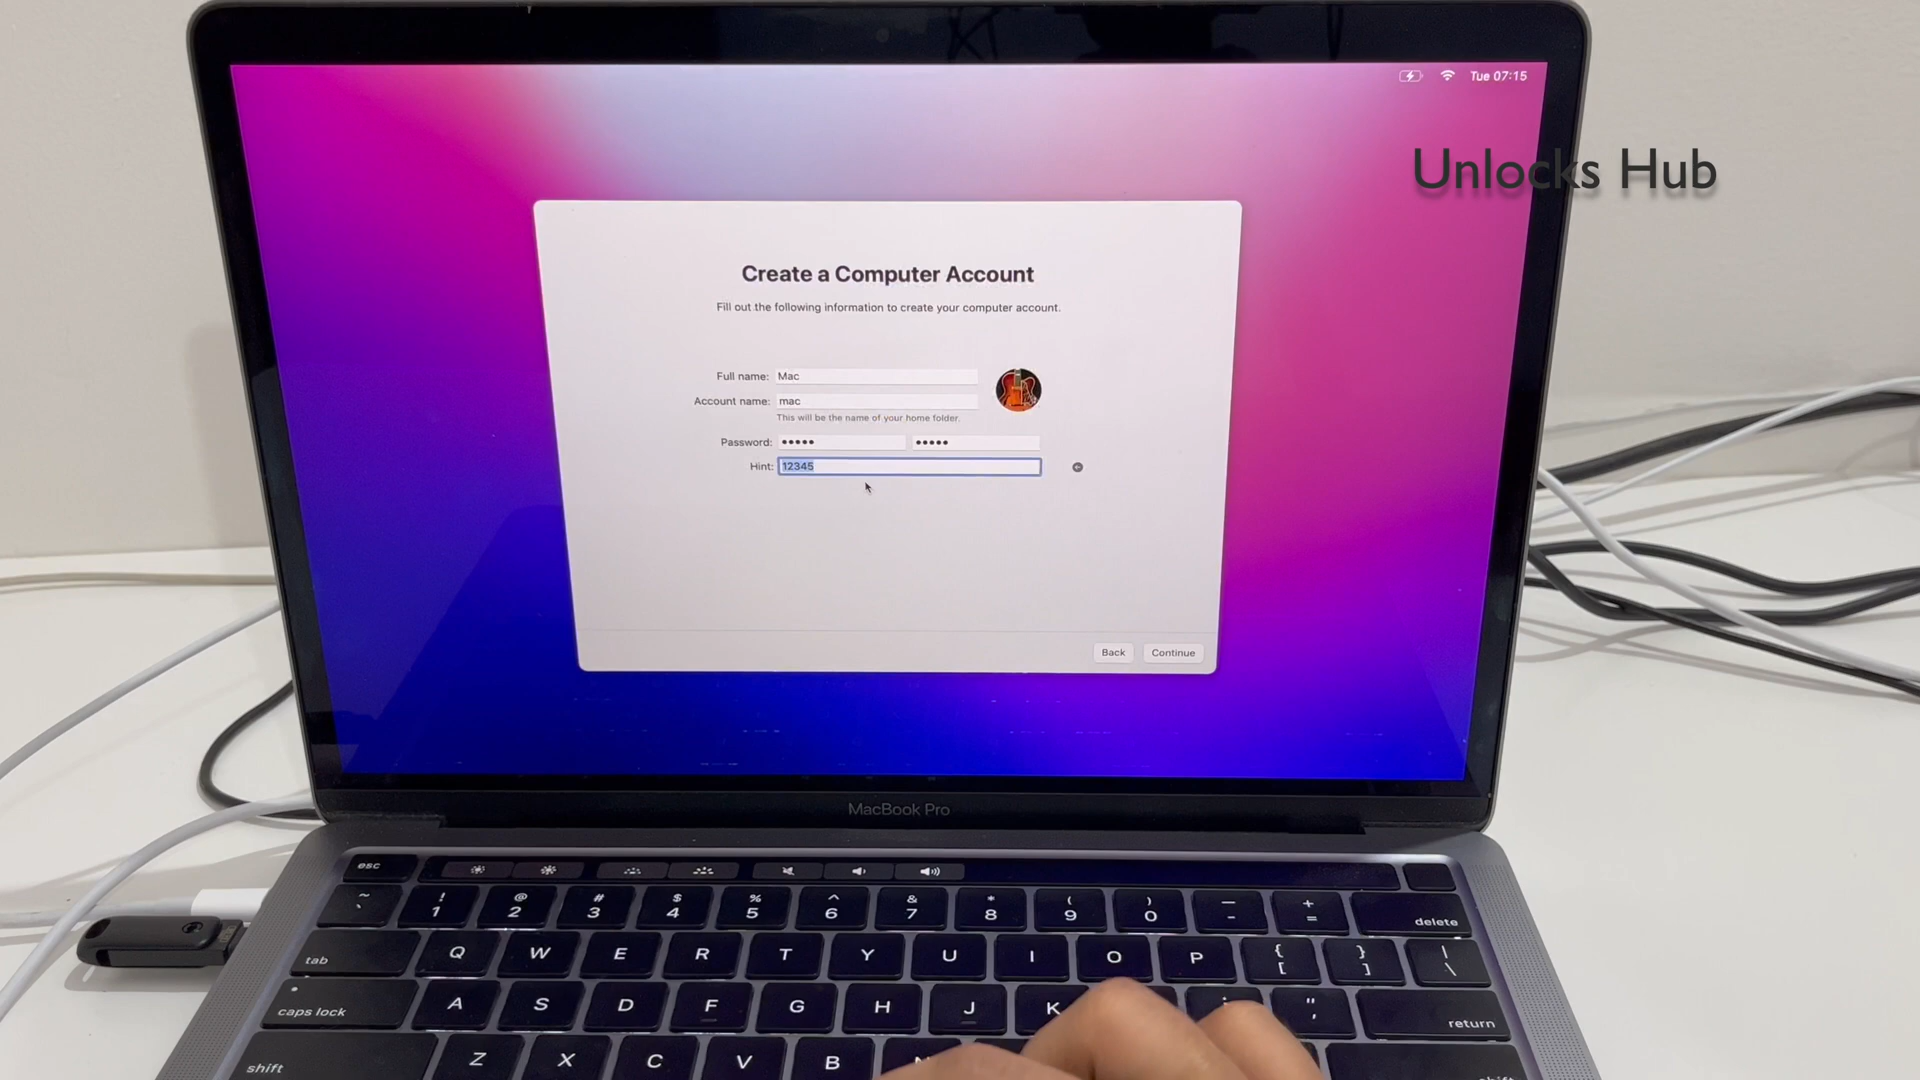 Tue 07:15
Unlocks Hub
Create a Computer Account
Fill out the following information to create your computer account.
Full name: Mac
Account name: mac
This will be the name of your home folder.
Password: ••••• •••••
Hint: 12345
Back Continue
MacBook Pro
esc
~ ! @ # $ % ^ & * ( ) _ +
` 1 2 3 4 5 6 7 8 9 0 - = delete
tab Q W E R T Y U I O P { [ } ] | \
caps lock A S D F G H J K " ' return
shift Z X C V B shift